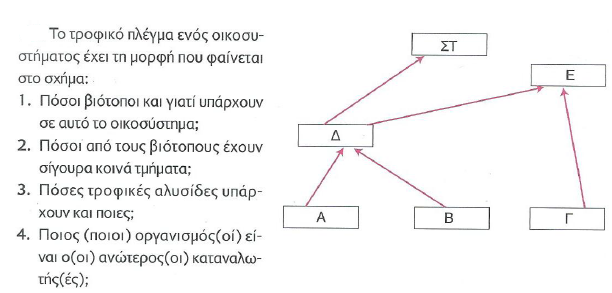 Το τροφικό πλέγμα ενός οικοσυ-
στήματος έχει τη μορφή που φαίνεται
στο σχήμα:
1. Πόσοι βιότοποι και γιατί υπάρχουν
σε αυτό το οικοσύστημα;
2. Πόσοι από τους βιότοπους έχουν
σίγουρα κοινά τμήματα;
3. Πόσες τροφικές αλυσίδες υπάρ-
χουν και ποιες;
4. Ποιος (ποιοι) οργανισμός(οί) εί-
ναι ο(οι) ανώτερος(οι) καταναλω-
τής(ές);
ΣΤ
Ε
Δ
Α
Β
Γ